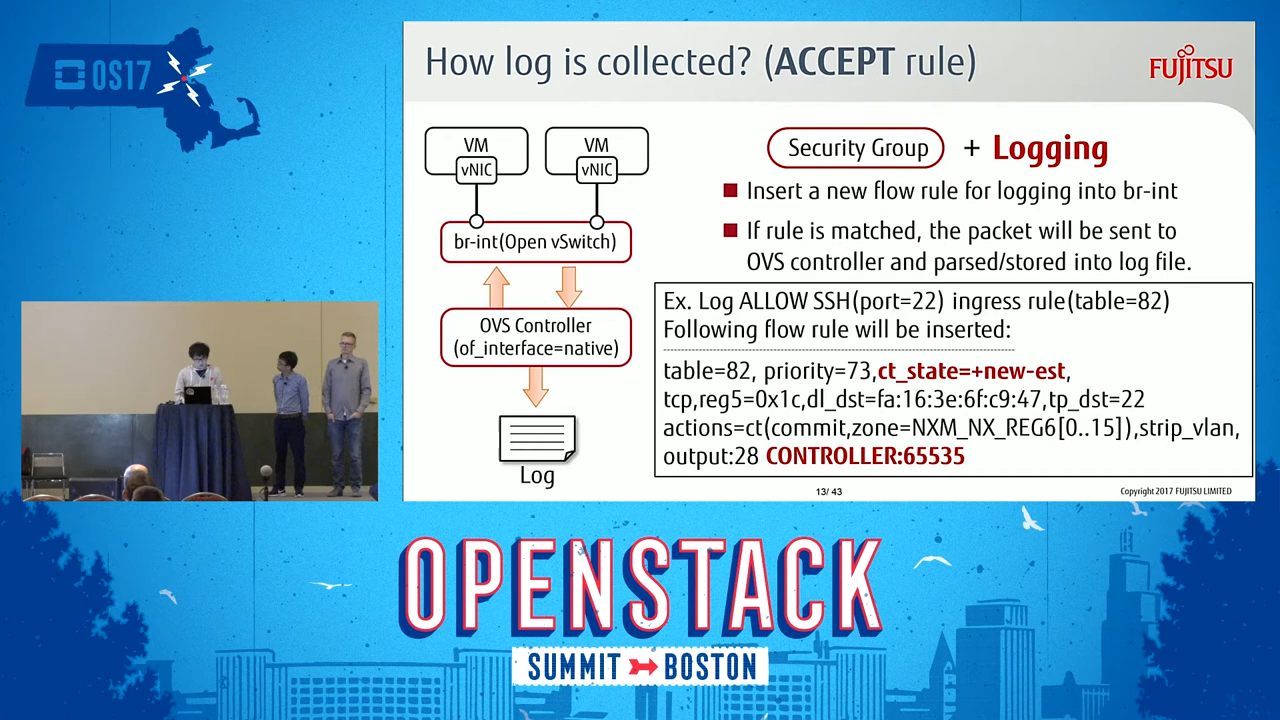 OS17
How log is collected? (ACCEPT rule)
FUJITSU
VM
vNIC
VM
vNIC
br-int(Open vSwitch)
OVS Controller
(of_interface=native)
Log
Security Group + Logging
Insert a new flow rule for logging into br-int
If rule is matched, the packet will be sent to
OVS controller and parsed/stored into log file.
Ex. Log ALLOW SSH(port=22) ingress rule(table=82)
Following flow rule will be inserted:
table=82, priority=73,ct_state=+new-est,
tcp,reg5=0x1c,dl_dst=fa:16:3e:6f:c9:47,tp_dst=22
actions=ct(commit,zone=NXM_NX_REG6[0..15]),strip_vlan,
output:28 CONTROLLER:65535
13/ 43
Copyright 2017 FUJITSU LIMITED
OPENSTACK
SUMMIT BOSTON